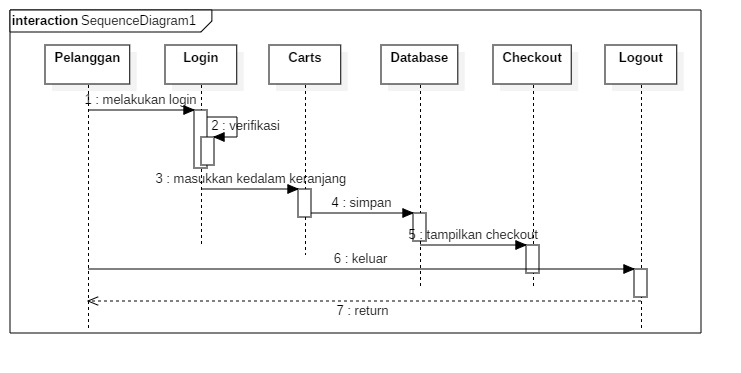 interaction SequenceDiagram1
Pelanggan
Login
Carts
Database
Checkout
Logout
1 : melakukan login
2 : verifikasi
3 : masukkan kedalam keranjang
4 : simpan
5 : tampilkan checkout
6 : keluar
7 : return